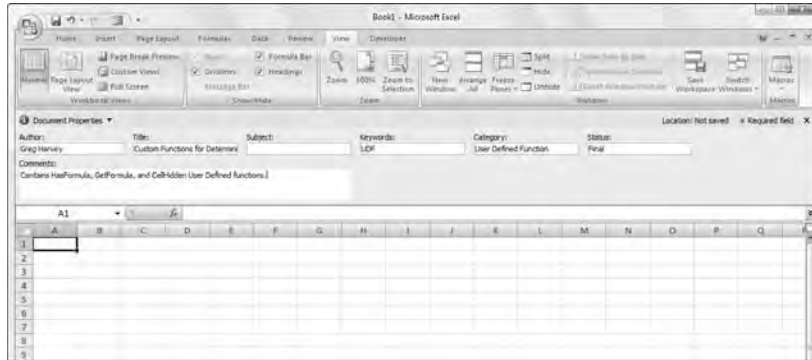 Book1 - Microsoft Excel
Home Insert Page Layout Formulas Data Review View Developer
Normal Page Layout View Page Break Preview Custom Views Full Screen
Workbook Views
Ruler Formula Bar
Gridlines Headings
Message Bar
Show/Hide
Zoom 100% Zoom to Selection
Zoom
New Window Arrange All Freeze Panes Split Hide Unhide
Save Workspace Switch Windows
Window
Macros
Macros
Document Properties Location: Not saved * Required field X
Author: Title: Subject: Keywords: Category: Status:
Greg Harvey Custom Functions for Determini UDF User Defined Function Final
Comments:
Contains HasFormula, GetFormula, and CellHidden User Defined functions.
A1 fx
A B C D E F G H I J K L M N O P Q
1
2
3
4
5
6
7
8
9